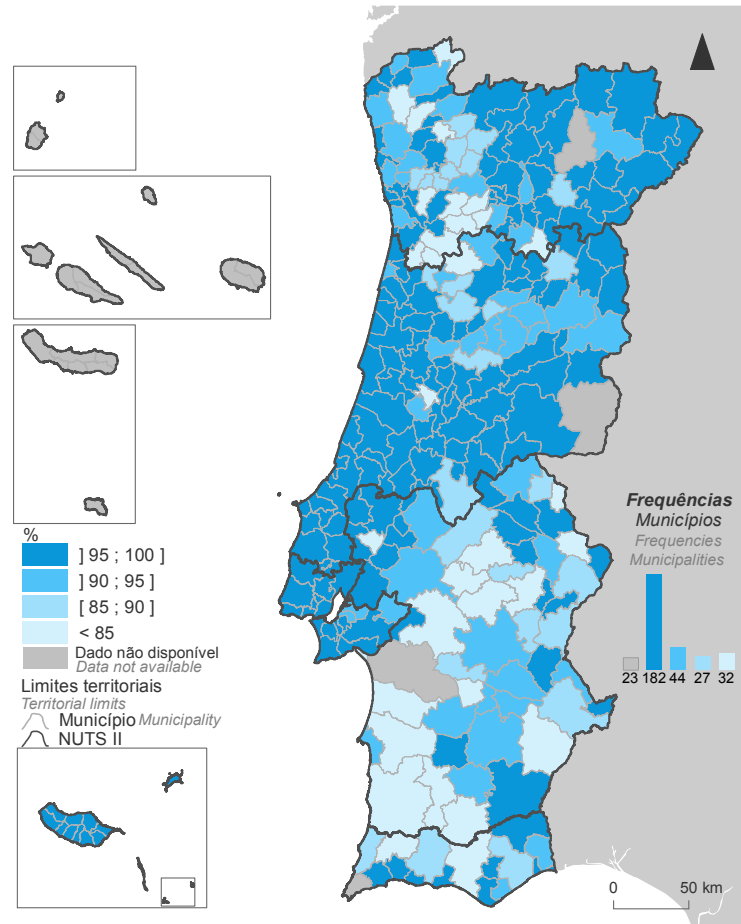 %
] 95 ; 100 ]
] 90 ; 95 ]
[ 85 ; 90 ]
< 85
Dado não disponível
Data not available
Limites territoriais
Territorial limits
Município Municipality
NUTS II
Frequências
Municípios
Frequencies
Municipalities
23 182 44 27 32
0 50 km